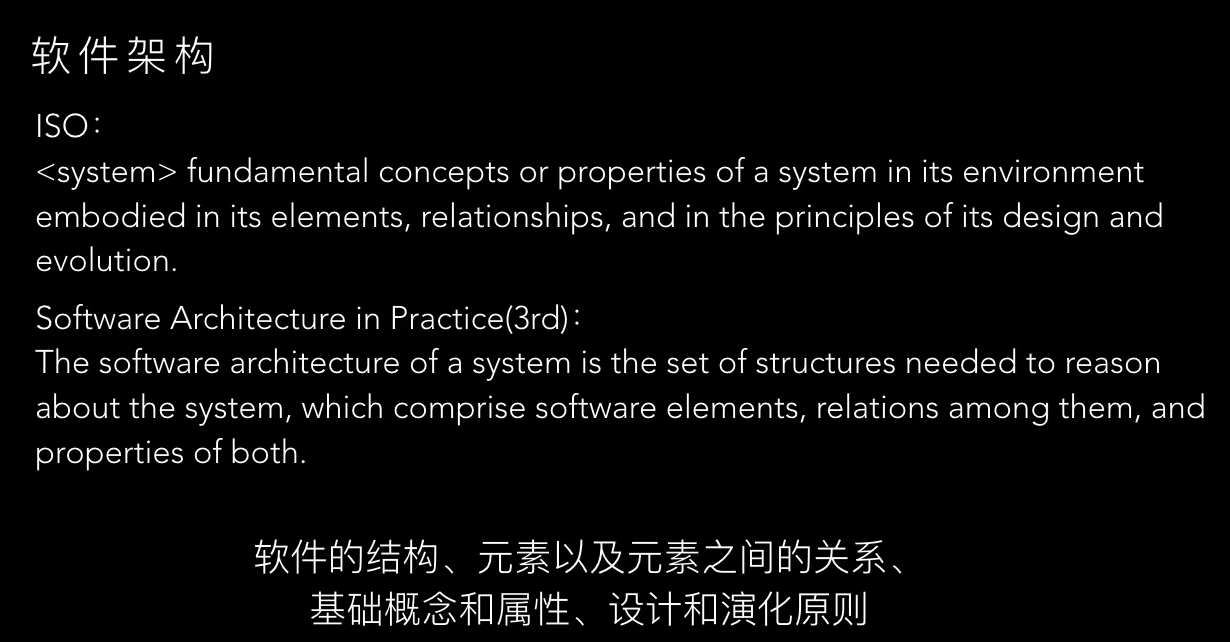 软件架构
ISO：
<system> fundamental concepts or properties of a system in its environment
embodied in its elements, relationships, and in the principles of its design and
evolution.
Software Architecture in Practice(3rd)：
The software architecture of a system is the set of structures needed to reason
about the system, which comprise software elements, relations among them, and
properties of both.
软件的结构、元素以及元素之间的关系、
基础概念和属性、设计和演化原则